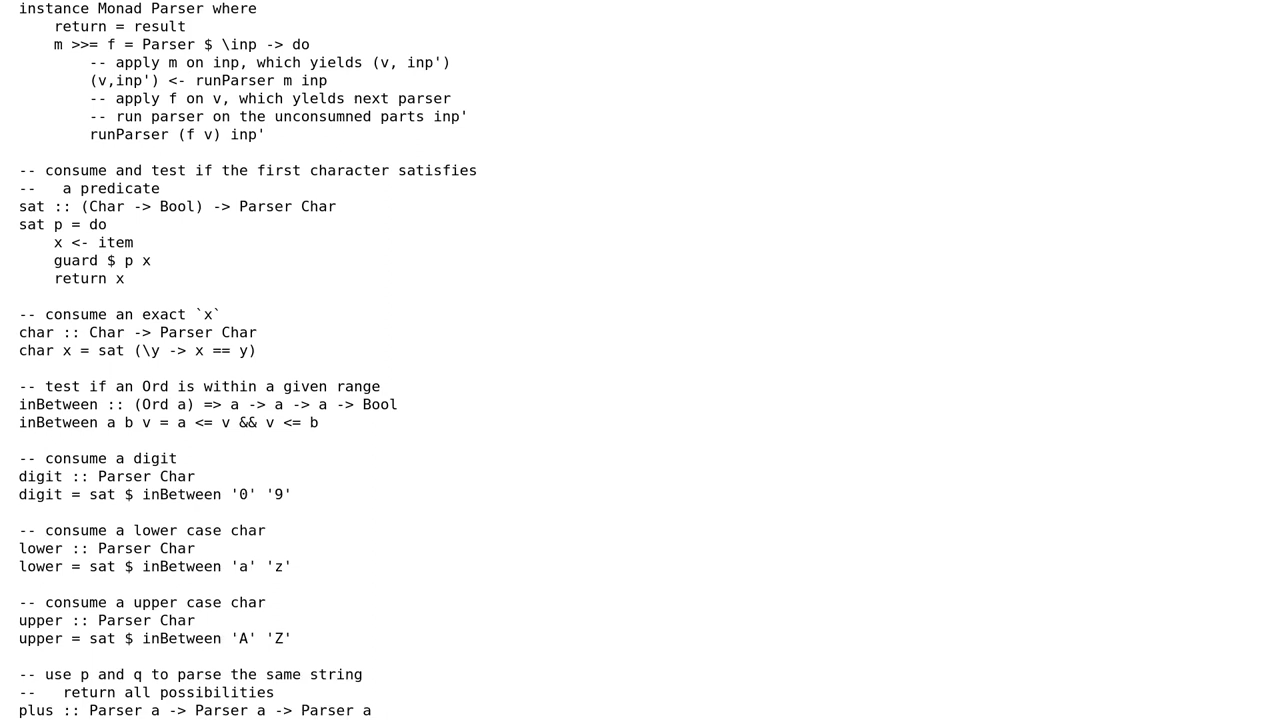 instance Monad Parser where
    return = result
    m >>= f = Parser $ \inp -> do
        -- apply m on inp, which yields (v, inp')
        (v,inp') <- runParser m inp
        -- apply f on v, which ylelds next parser
        -- run parser on the unconsumned parts inp'
        runParser (f v) inp'

-- consume and test if the first character satisfies
--   a predicate
sat :: (Char -> Bool) -> Parser Char
sat p = do
    x <- item
    guard $ p x
    return x

-- consume an exact `x`
char :: Char -> Parser Char
char x = sat (\y -> x == y)

-- test if an Ord is within a given range
inBetween :: (Ord a) => a -> a -> a -> Bool
inBetween a b v = a <= v && v <= b

-- consume a digit
digit :: Parser Char
digit = sat $ inBetween '0' '9'

-- consume a lower case char
lower :: Parser Char
lower = sat $ inBetween 'a' 'z'

-- consume a upper case char
upper :: Parser Char
upper = sat $ inBetween 'A' 'Z'

-- use p and q to parse the same string
--   return all possibilities
plus :: Parser a -> Parser a -> Parser a